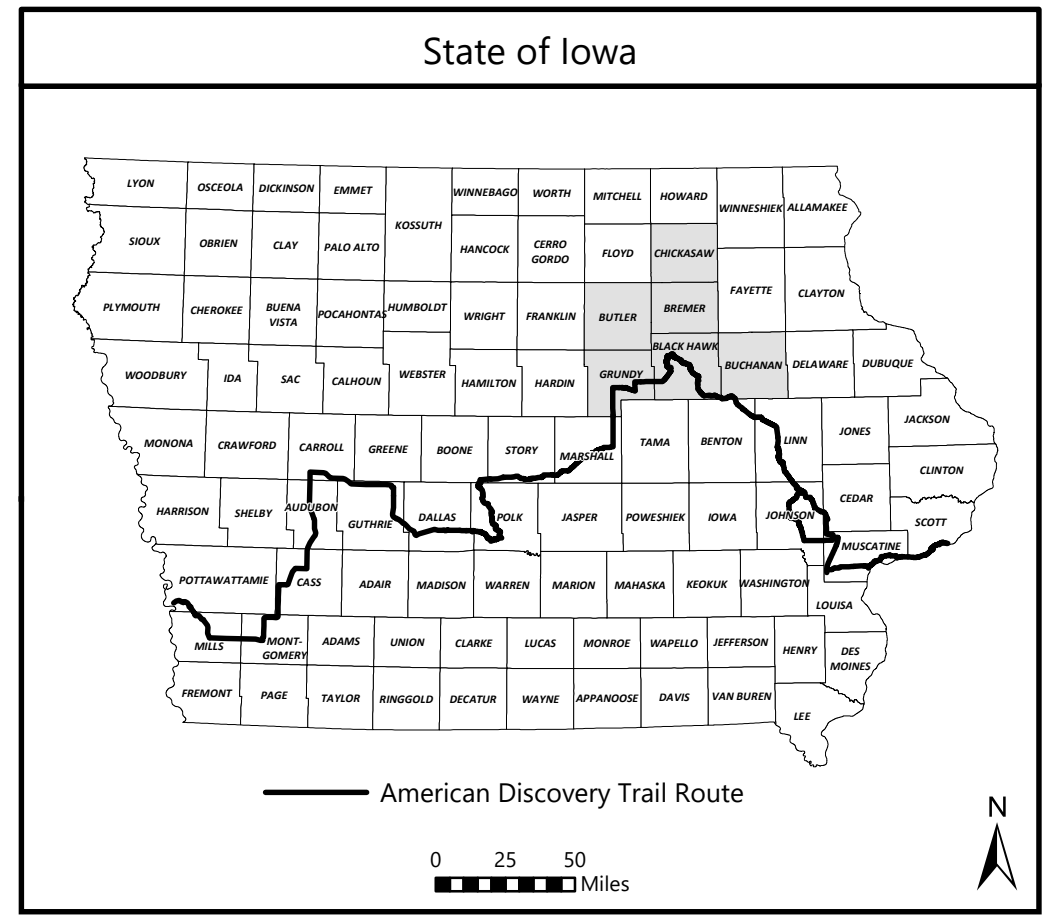 State of Iowa
LYON
OSCEOLA
DICKINSON
EMMET
KOSSUTH
WINNEBAGO
WORTH
MITCHELL
HOWARD
WINNESHIEK
ALLAMAKEE
SIOUX
OBRIEN
CLAY
PALO ALTO
HANCOCK
CERRO
GORDO
FLOYD
CHICKASAW
FAYETTE
CLAYTON
PLYMOUTH
CHEROKEE
BUENA
VISTA
POCAHONTAS
HUMBOLDT
WRIGHT
FRANKLIN
BUTLER
BREMER
BLACK HAWK
WOODBURY
IDA
SAC
CALHOUN
WEBSTER
HAMILTON
HARDIN
GRUNDY
BUCHANAN
DELAWARE
DUBUQUE
MONONA
CRAWFORD
CARROLL
GREENE
BOONE
STORY
MARSHALL
TAMA
BENTON
LINN
JONES
JACKSON
CLINTON
HARRISON
SHELBY
AUDUBON
GUTHRIE
DALLAS
POLK
JASPER
POWESHIEK
IOWA
JOHNSON
CEDAR
SCOTT
MUSCATINE
POTTAWATTAMIE
CASS
ADAIR
MADISON
WARREN
MARION
MAHASKA
KEOKUK
WASHINGTON
LOUISA
MILLS
MONT-
GOMERY
ADAMS
UNION
CLARKE
LUCAS
MONROE
WAPELLO
JEFFERSON
HENRY
DES
MOINES
FREMONT
PAGE
TAYLOR
RINGGOLD
DECATUR
WAYNE
APPANOOSE
DAVIS
VAN BUREN
LEE
American Discovery Trail Route
N
0 25 50
Miles